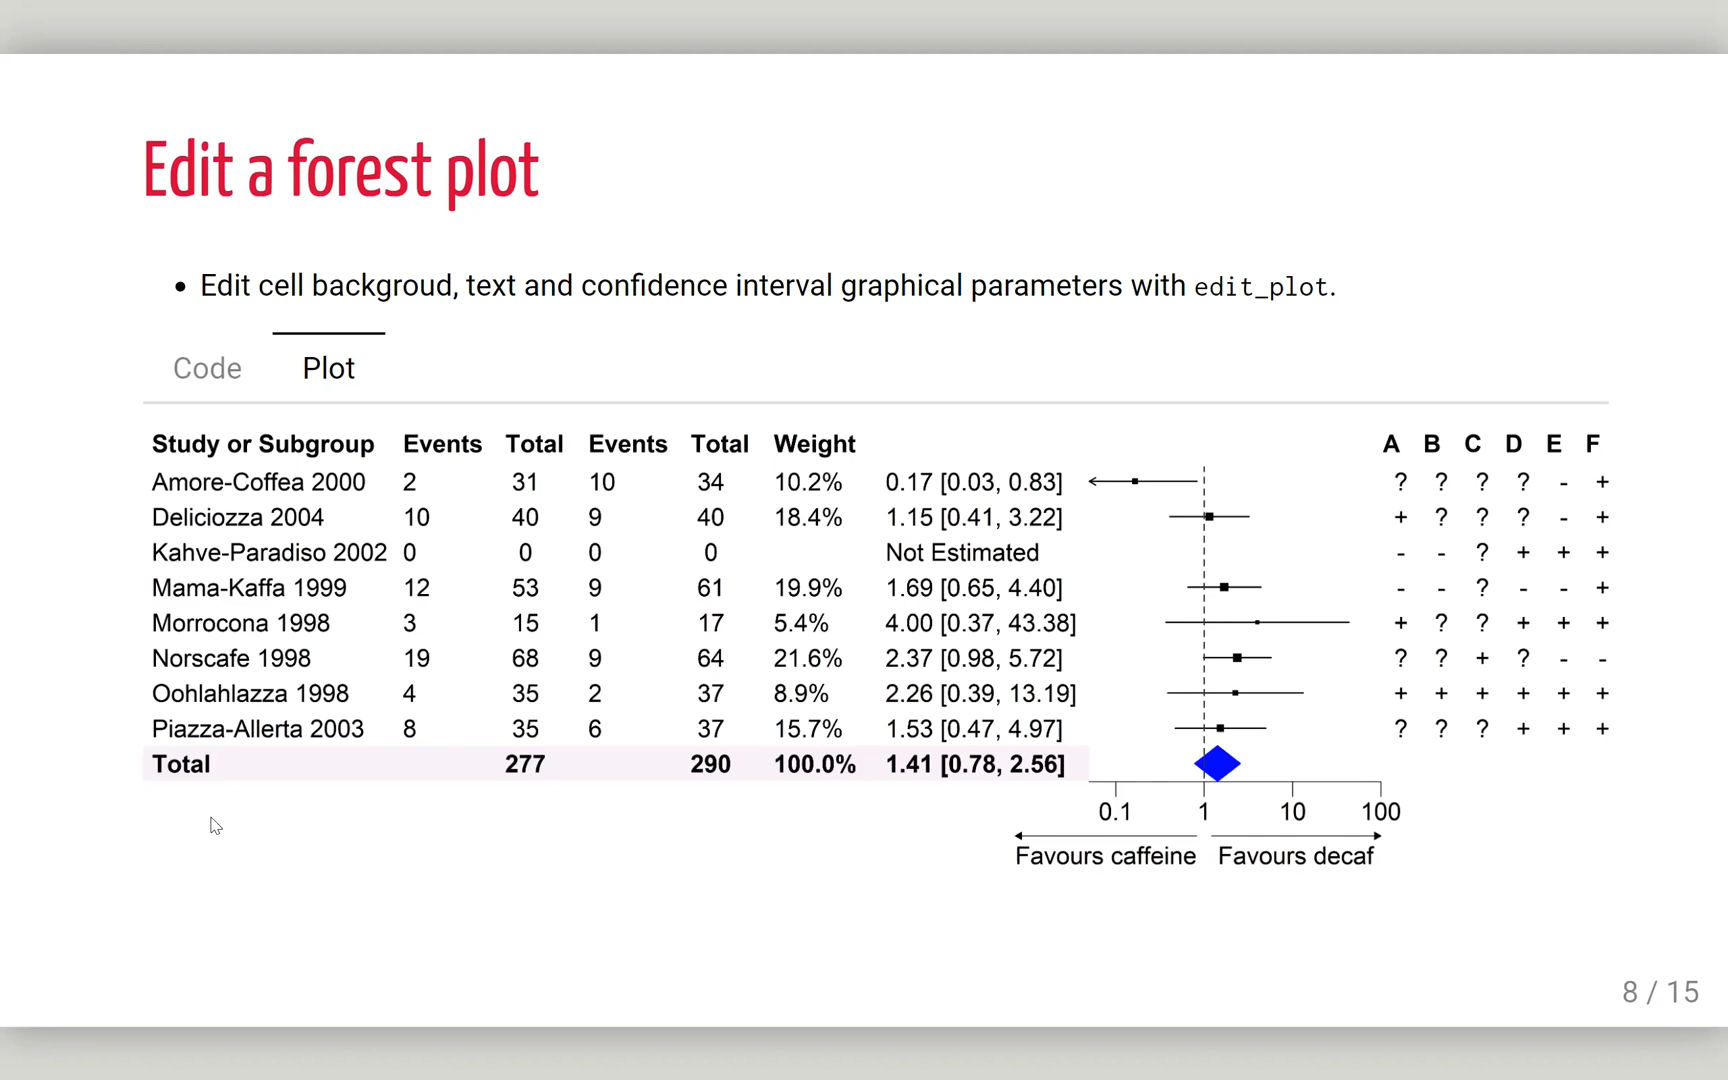 Edit a forest plot
• Edit cell backgroud, text and confidence interval graphical parameters with edit_plot.
Code Plot
Study or Subgroup Events Total Events Total Weight A B C D E F
Amore-Coffea 2000 2 31 10 34 10.2% 0.17 [0.03, 0.83] ? ? ? ? - +
Deliciozza 2004 10 40 9 40 18.4% 1.15 [0.41, 3.22] + ? ? ? - +
Kahve-Paradiso 2002 0 0 0 0 Not Estimated - - ? + + +
Mama-Kaffa 1999 12 53 9 61 19.9% 1.69 [0.65, 4.40] - - ? - - +
Morrocona 1998 3 15 1 17 5.4% 4.00 [0.37, 43.38] + ? ? + + +
Norscafe 1998 19 68 9 64 21.6% 2.37 [0.98, 5.72] ? ? + ? - -
Oohlahlazza 1998 4 35 2 37 8.9% 2.26 [0.39, 13.19] + + + + + +
Piazza-Allerta 2003 8 35 6 37 15.7% 1.53 [0.47, 4.97] ? ? ? + + +
Total 277 290 100.0% 1.41 [0.78, 2.56]
0.1 1 10 100
Favours caffeine Favours decaf
8 / 15